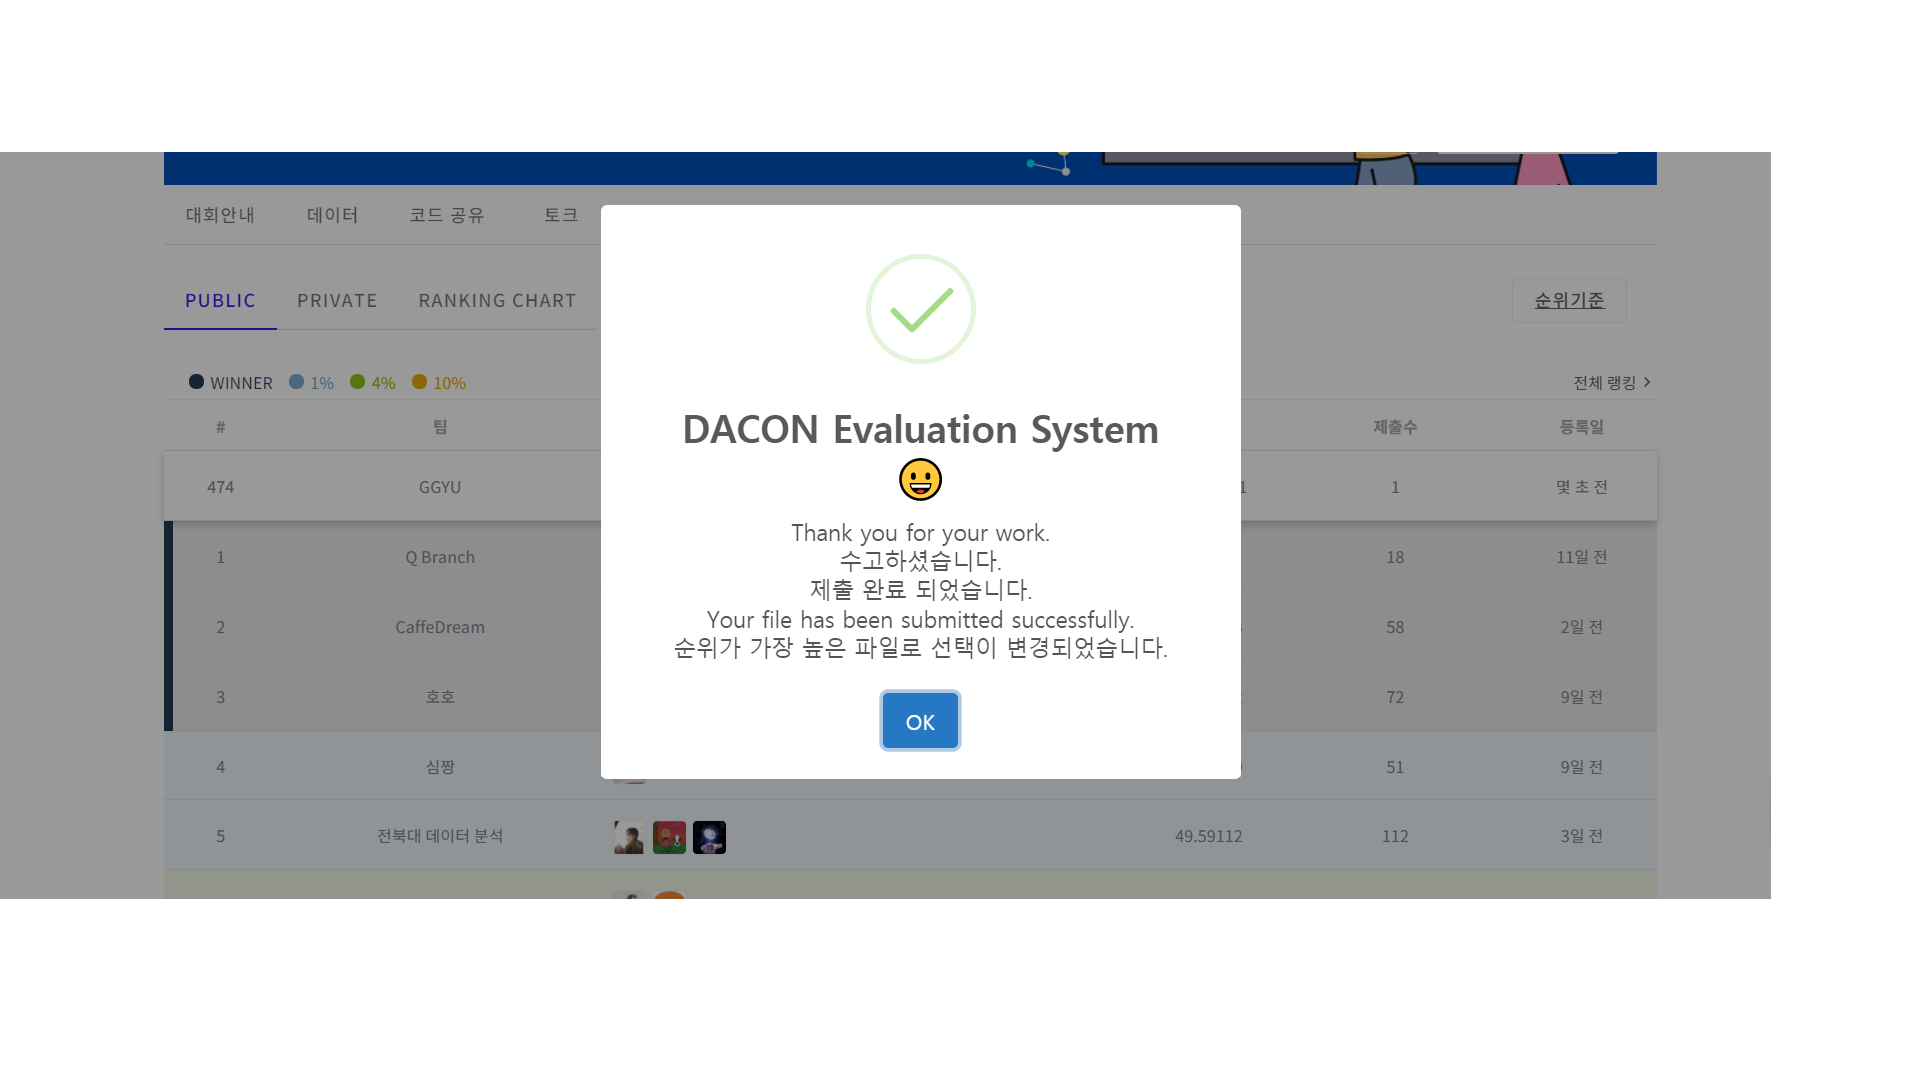 대회안내 데이터 코드 공유 토크
PUBLIC PRIVATE RANKING CHART
순위기준
WINNER 1% 4% 10%
전체 랭킹
# 팀 제출수 등록일
474 GGYU 1 몇 초 전
1 Q Branch 18 11일 전
2 CaffeDream 58 2일 전
3 호호 72 9일 전
4 심짱 51 9일 전
5 전북대 데이터 분석 49.59112 112 3일 전
DACON Evaluation System
Thank you for your work.
수고하셨습니다.
제출 완료 되었습니다.
Your file has been submitted successfully.
순위가 가장 높은 파일로 선택이 변경되었습니다.
OK